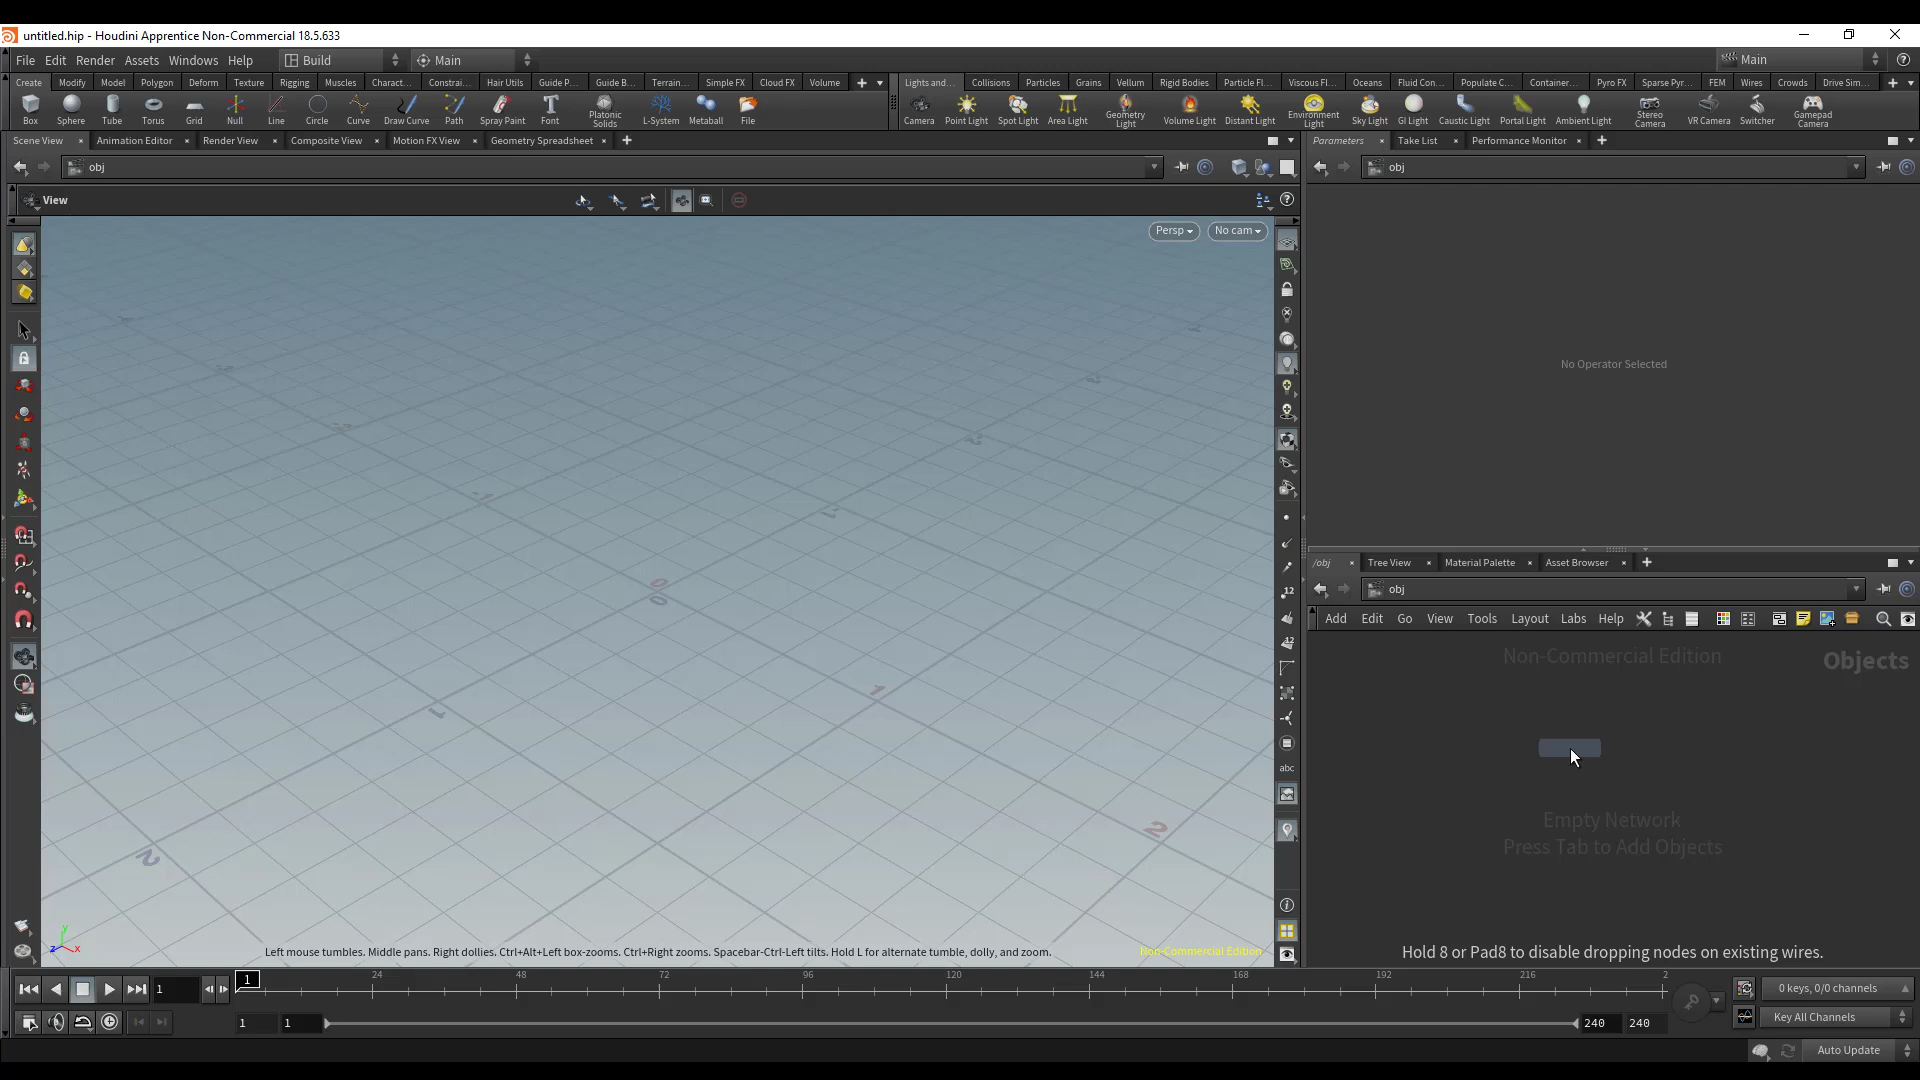 untitled.hip - Houdini Apprentice Non-Commercial 18.5.633
File Edit Render Assets Windows Help Build Main Main
Create Modify Model Polygon Deform Texture Rigging Muscles Charact... Constrai... Hair Utils Guide P... Guide B... Terrain... Simple FX Cloud FX Volume
Lights and... Collisions Particles Grains Vellum Rigid Bodies Particle Fl... Viscous Fl... Oceans Fluid Con... Populate C... Container... Pyro FX Sparse Pyr... FEM Wires Crowds Drive Sim...
Box Sphere Tube Torus Grid Null Line Circle Curve Draw Curve Path Spray Paint Font Platonic Solids L-System Metaball File
Camera Point Light Spot Light Area Light Geometry Light Volume Light Distant Light Environment Light Sky Light GI Light Caustic Light Portal Light Ambient Light Stereo Camera VR Camera Switcher Gamepad Camera
Scene View Animation Editor Render View Composite View Motion FX View Geometry Spreadsheet
Parameters Take List Performance Monitor
obj
obj
View
Persp No cam
No Operator Selected
/obj Tree View Material Palette Asset Browser
obj
Add Edit Go View Tools Layout Labs Help
Non-Commercial Edition
Objects
Empty Network
Press Tab to Add Objects
Hold 8 or Pad8 to disable dropping nodes on existing wires.
0
0
1
1
2
2
12
12
abc
y
z x
Left mouse tumbles. Middle pans. Right dollies. Ctrl+Alt+Left box-zooms. Ctrl+Right zooms. Spacebar-Ctrl-Left tilts. Hold L for alternate tumble, dolly, and zoom.
Non-Commercial Edition
1 1 24 48 72 96 120 144 168 192 216 2
0 keys, 0/0 channels
1 1 240 240
Key All Channels
Auto Update